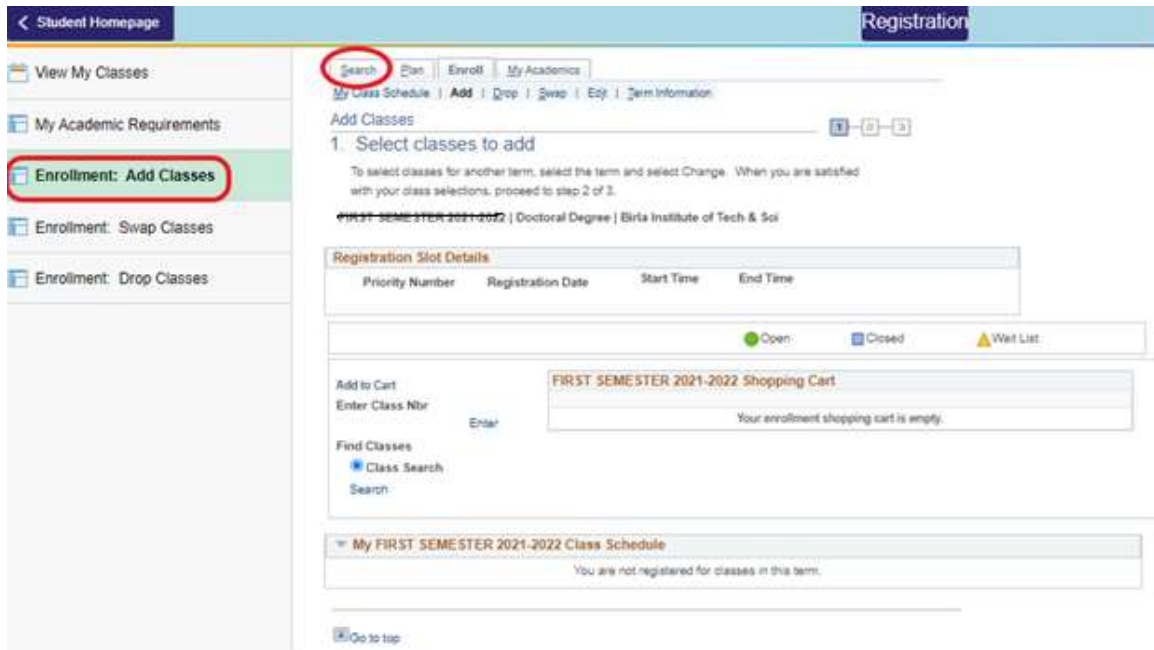 Student Homepage
Registration
View My Classes
My Academic Requirements
Enrollment: Add Classes
Enrollment: Swap Classes
Enrollment: Drop Classes
Search Plan Enroll My Academics
My Class Schedule | Add | Drop | Swap | Edit | Term Information
Add Classes
1 2 3
1. Select classes to add
To select classes for another term, select the term and select Change. When you are satisfied
with your class selections, proceed to step 2 of 3.
FIRST SEMESTER 2021-2022 | Doctoral Degree | Birla Institute of Tech & Sci
Registration Slot Details
Priority Number Registration Date Start Time End Time
Open Closed Wait List
Add to Cart
Enter Class Nbr
Enter
FIRST SEMESTER 2021-2022 Shopping Cart
Your enrollment shopping cart is empty.
Find Classes
Class Search
Search
My FIRST SEMESTER 2021-2022 Class Schedule
You are not registered for classes in this term.
Go to top